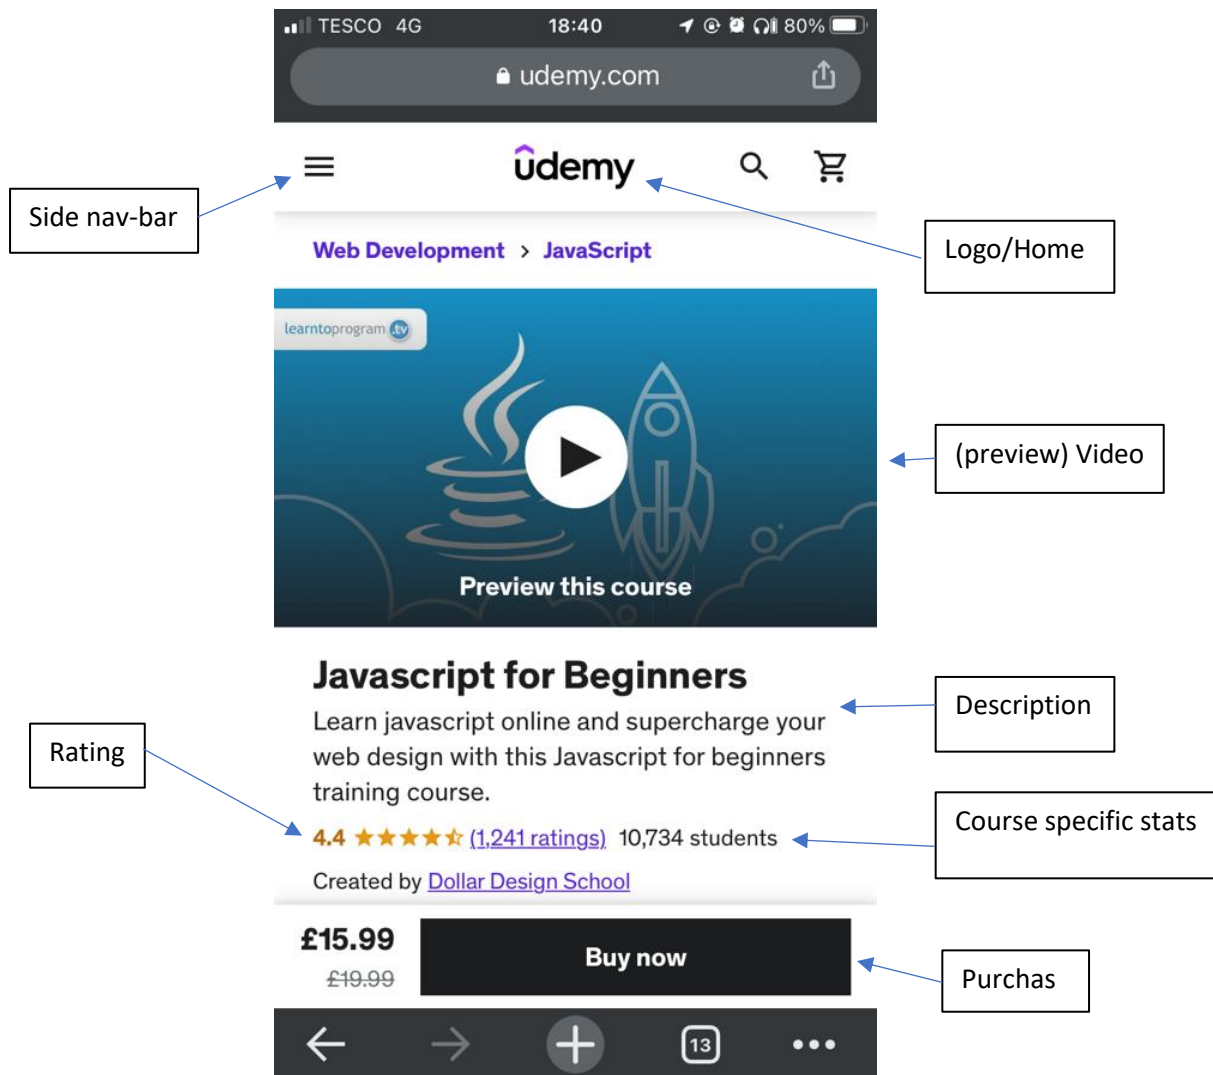 TESCO 4G 18:40 80%
udemy.com
udemy
Side nav-bar
Logo/Home
Web Development > JavaScript
learntoprogram .tv
(preview) Video
Preview this course
Javascript for Beginners
Description
Learn javascript online and supercharge your
web design with this Javascript for beginners
training course.
Rating
Course specific stats
4.4 (1,241 ratings) 10,734 students
Created by Dollar Design School
£15.99
£19.99
Buy now
Purchas
13